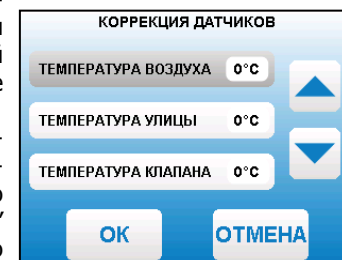 КОРРЕКЦИЯ ДАТЧИКОВ
ТЕМПЕРАТУРА ВОЗДУХА 0°C
ТЕМПЕРАТУРА УЛИЦЫ 0°C
ТЕМПЕРАТУРА КЛАПАНА 0°C
ОК ОТМЕНА